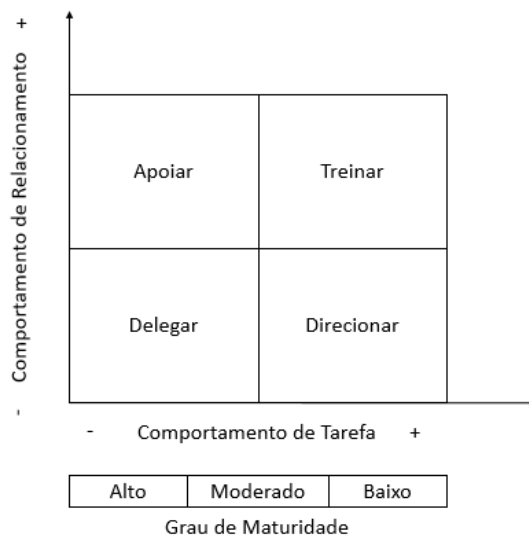 - Comportamento de Relacionamento +
Apoiar Treinar
Delegar Direcionar
- Comportamento de Tarefa +
Alto Moderado Baixo
Grau de Maturidade